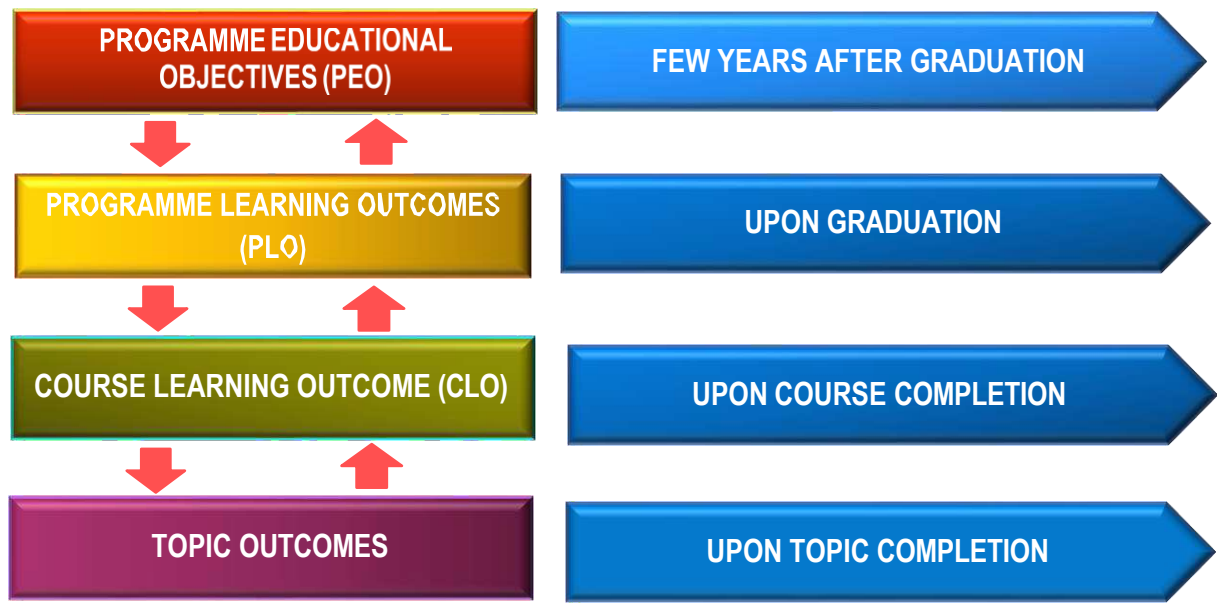 PROGRAMME EDUCATIONAL
OBJECTIVES (PEO)
FEW YEARS AFTER GRADUATION
PROGRAMME LEARNING OUTCOMES
(PLO)
UPON GRADUATION
COURSE LEARNING OUTCOME (CLO)
UPON COURSE COMPLETION
TOPIC OUTCOMES
UPON TOPIC COMPLETION